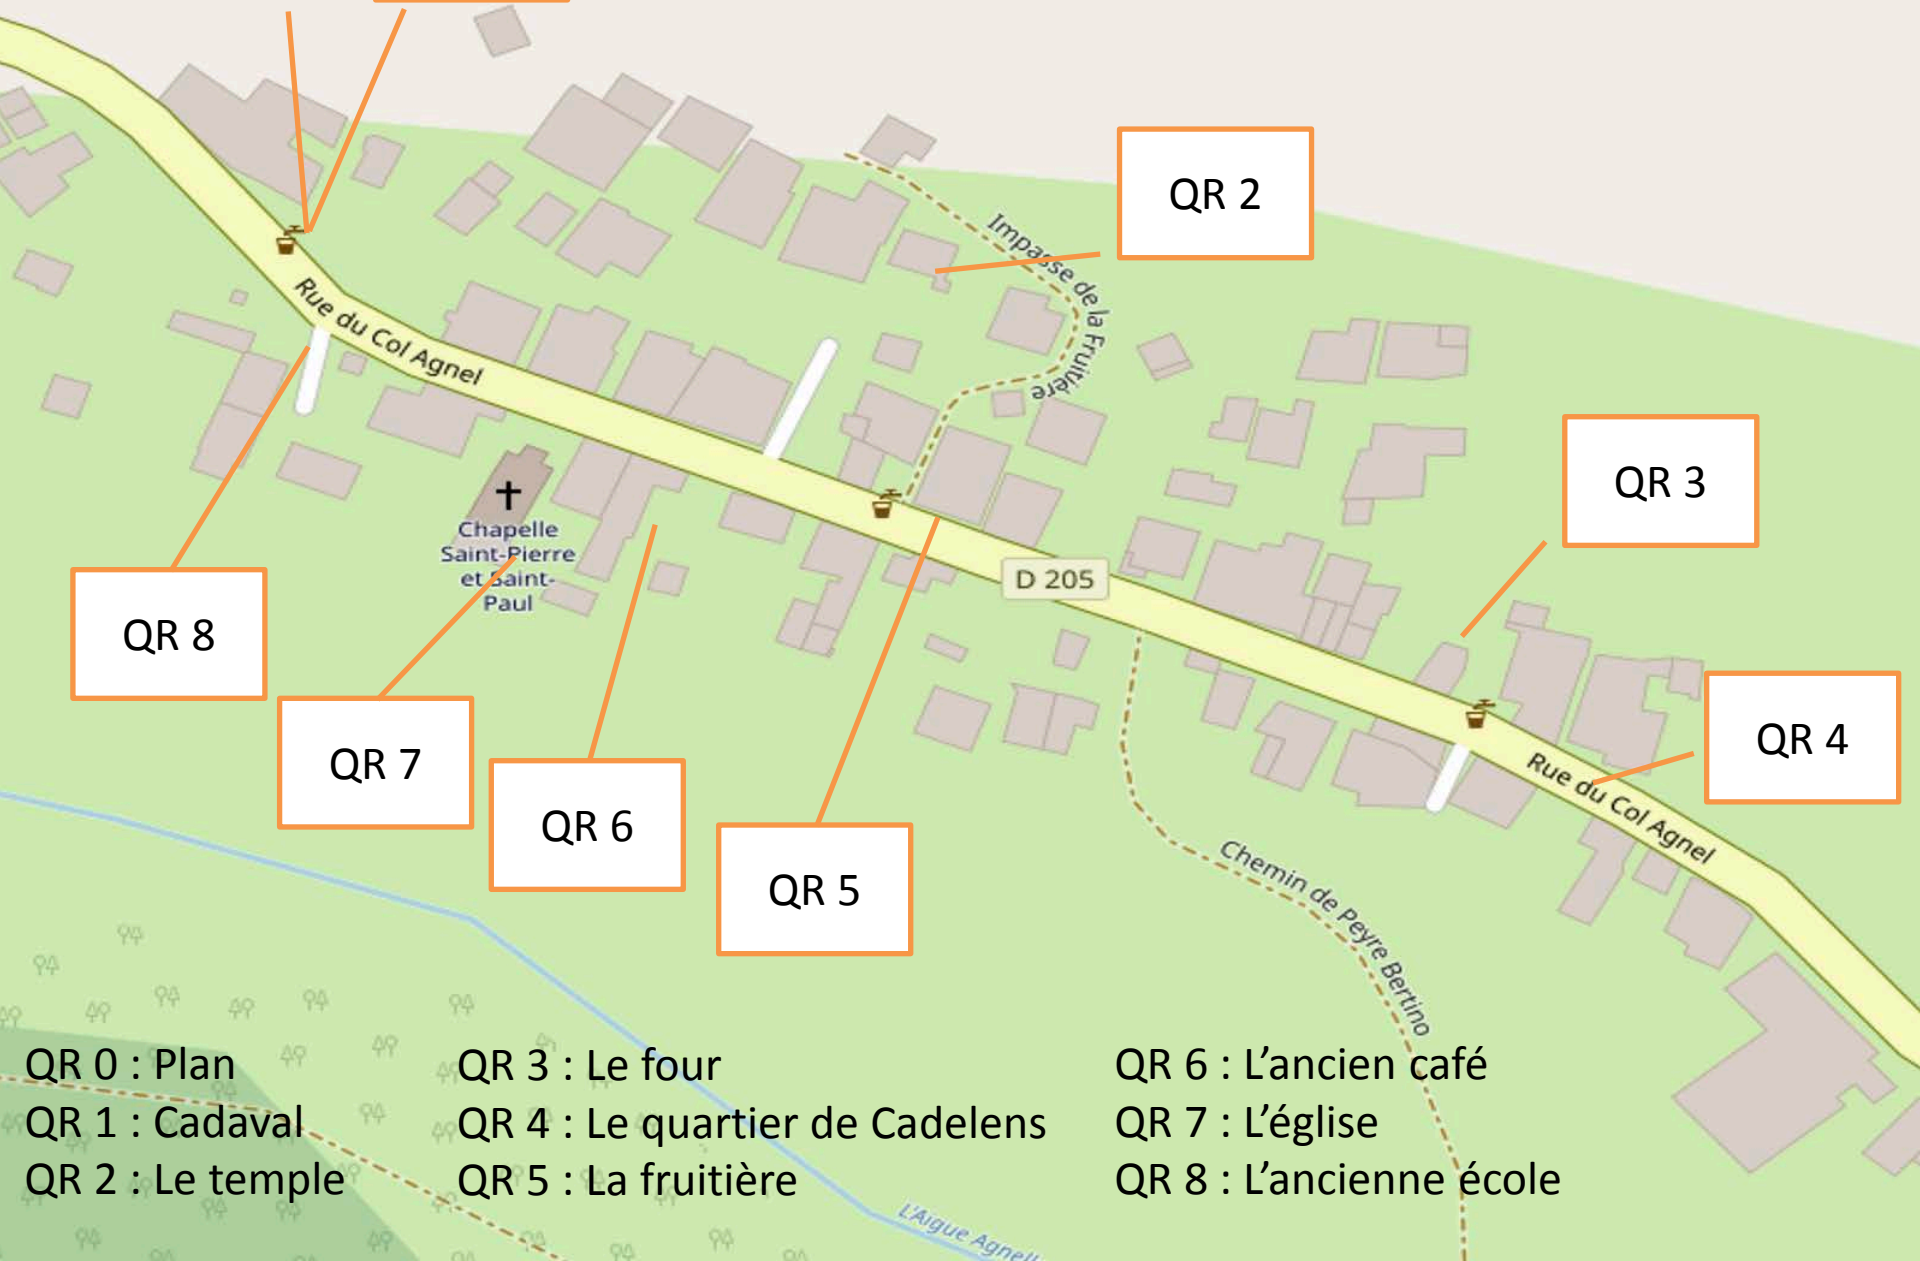 QR 2
Impasse de la Fruitière
Rue du Col Agnel
QR 3
Chapelle
Saint-Pierre
et Saint-
Paul
D 205
QR 8
QR 7
QR 6
QR 5
QR 4
Rue du Col Agnel
Chemin de Peyre Bertino
QR 0 : Plan
QR 1 : Cadaval
QR 2 : Le temple
QR 3 : Le four
QR 4 : Le quartier de Cadelens
QR 5 : La fruitière
QR 6 : L’ancien café
QR 7 : L’église
QR 8 : L’ancienne école
L'Aigue Agnell